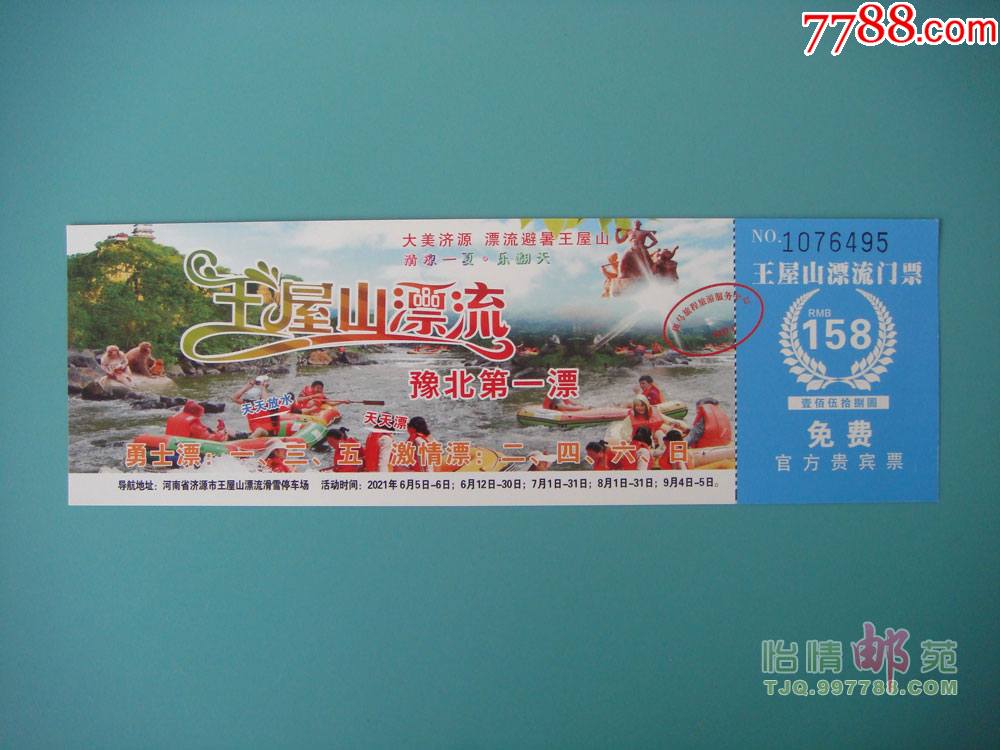 7788.com
大美济源 漂流避暑王屋山
清凉一夏·乐翻天
王屋山漂流
豫北第一漂
天天放水
天天漂
勇士漂:一、三、五 激情漂:二、四、六、日
导航地址:河南省济源市王屋山漂流滑雪停车场 活动时间:2021年6月5日-6日;6月12日-30日;7月1日-31日;8月1日-31日;9月4日-5日。
NO.1076495
王屋山漂流门票
RMB
158
壹佰伍拾捌圆
免费
官方贵宾票
怡情邮苑
TJQ.997788.COM